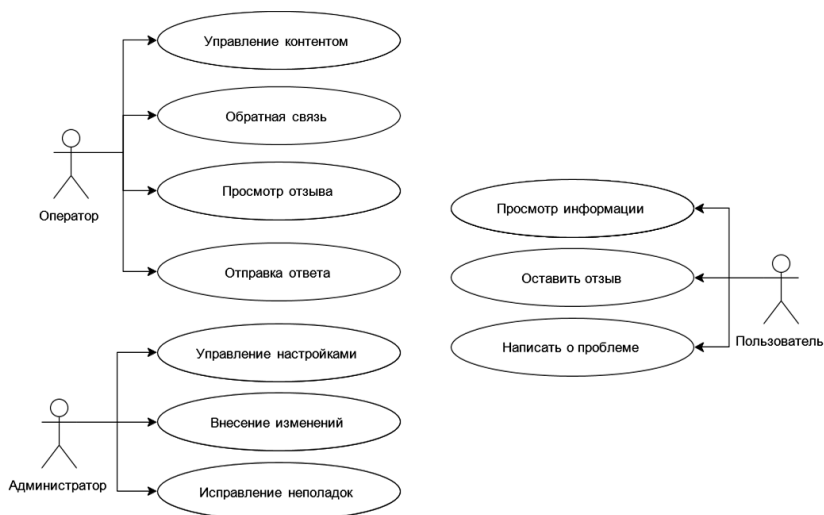 Управление контентом
Обратная связь
Просмотр отзыва
Отправка ответа
Оператор
Управление настройками
Внесение изменений
Исправление неполадок
Администратор
Просмотр информации
Оставить отзыв
Написать о проблеме
Пользователь